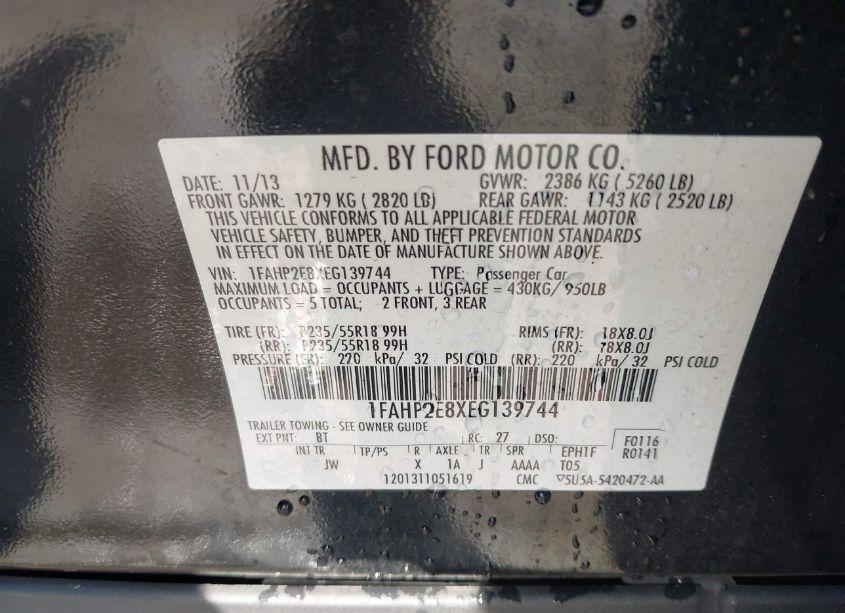 MFD. BY FORD MOTOR CO.
DATE: 11/13 GVWR: 2386 KG ( 5260 LB)
FRONT GAWR: 1279 KG ( 2820 LB) REAR GAWR: 1143 KG ( 2520 LB)
THIS VEHICLE CONFORMS TO ALL APPLICABLE FEDERAL MOTOR
VEHICLE SAFETY, BUMPER, AND THEFT PREVENTION STANDARDS
IN EFFECT ON THE DATE OF MANUFACTURE SHOWN ABOVE.
VIN: 1FAHP2E8XEG139744 TYPE: Passenger Car
MAXIMUM LOAD = OCCUPANTS + LUGGAGE = 430KG/ 950LB
OCCUPANTS = 5 TOTAL; 2 FRONT, 3 REAR
TIRE (FR): P235/55R18 99H RIMS (FR): 18X8.0J
(RR): P235/55R18 99H (RR): 18X8.0J
PRESSURE (FR): 220 kPa/ 32 PSI COLD (RR): 220 kPa/ 32 PSI COLD
1FAHP2E8XEG139744
TRAILER TOWING - SEE OWNER GUIDE
EXT PNT: BT RC: 27 DSO: F0116
INT TR TP/PS R AXLE TR SPR EPH1F R0141
JW X 1A J AAAA T05
1201311051619 CMC ▽5U5A-5420472-AA